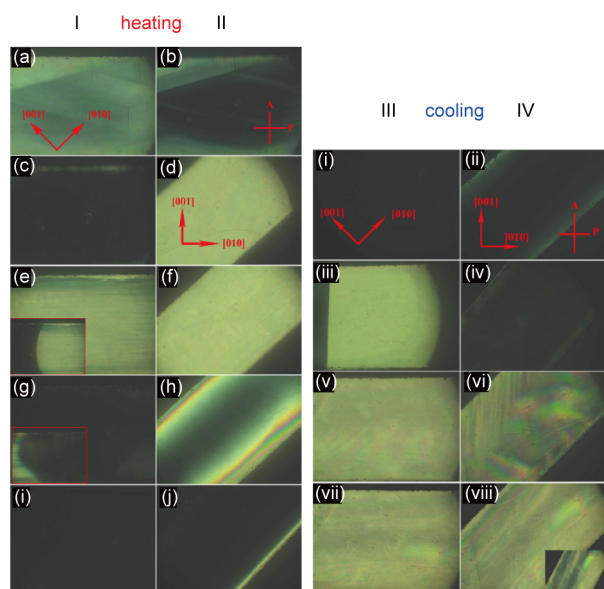 I heating II
(a)
[001] [010]
(b)
A
P
(c)
(d)
[001]
[010]
(e)
(f)
(g)
(h)
(i)
(j)
III cooling IV
(i)
[001] [010]
(ii)
[001]
[010]
A
P
(iii)
(iv)
(v)
(vi)
(vii)
(viii)